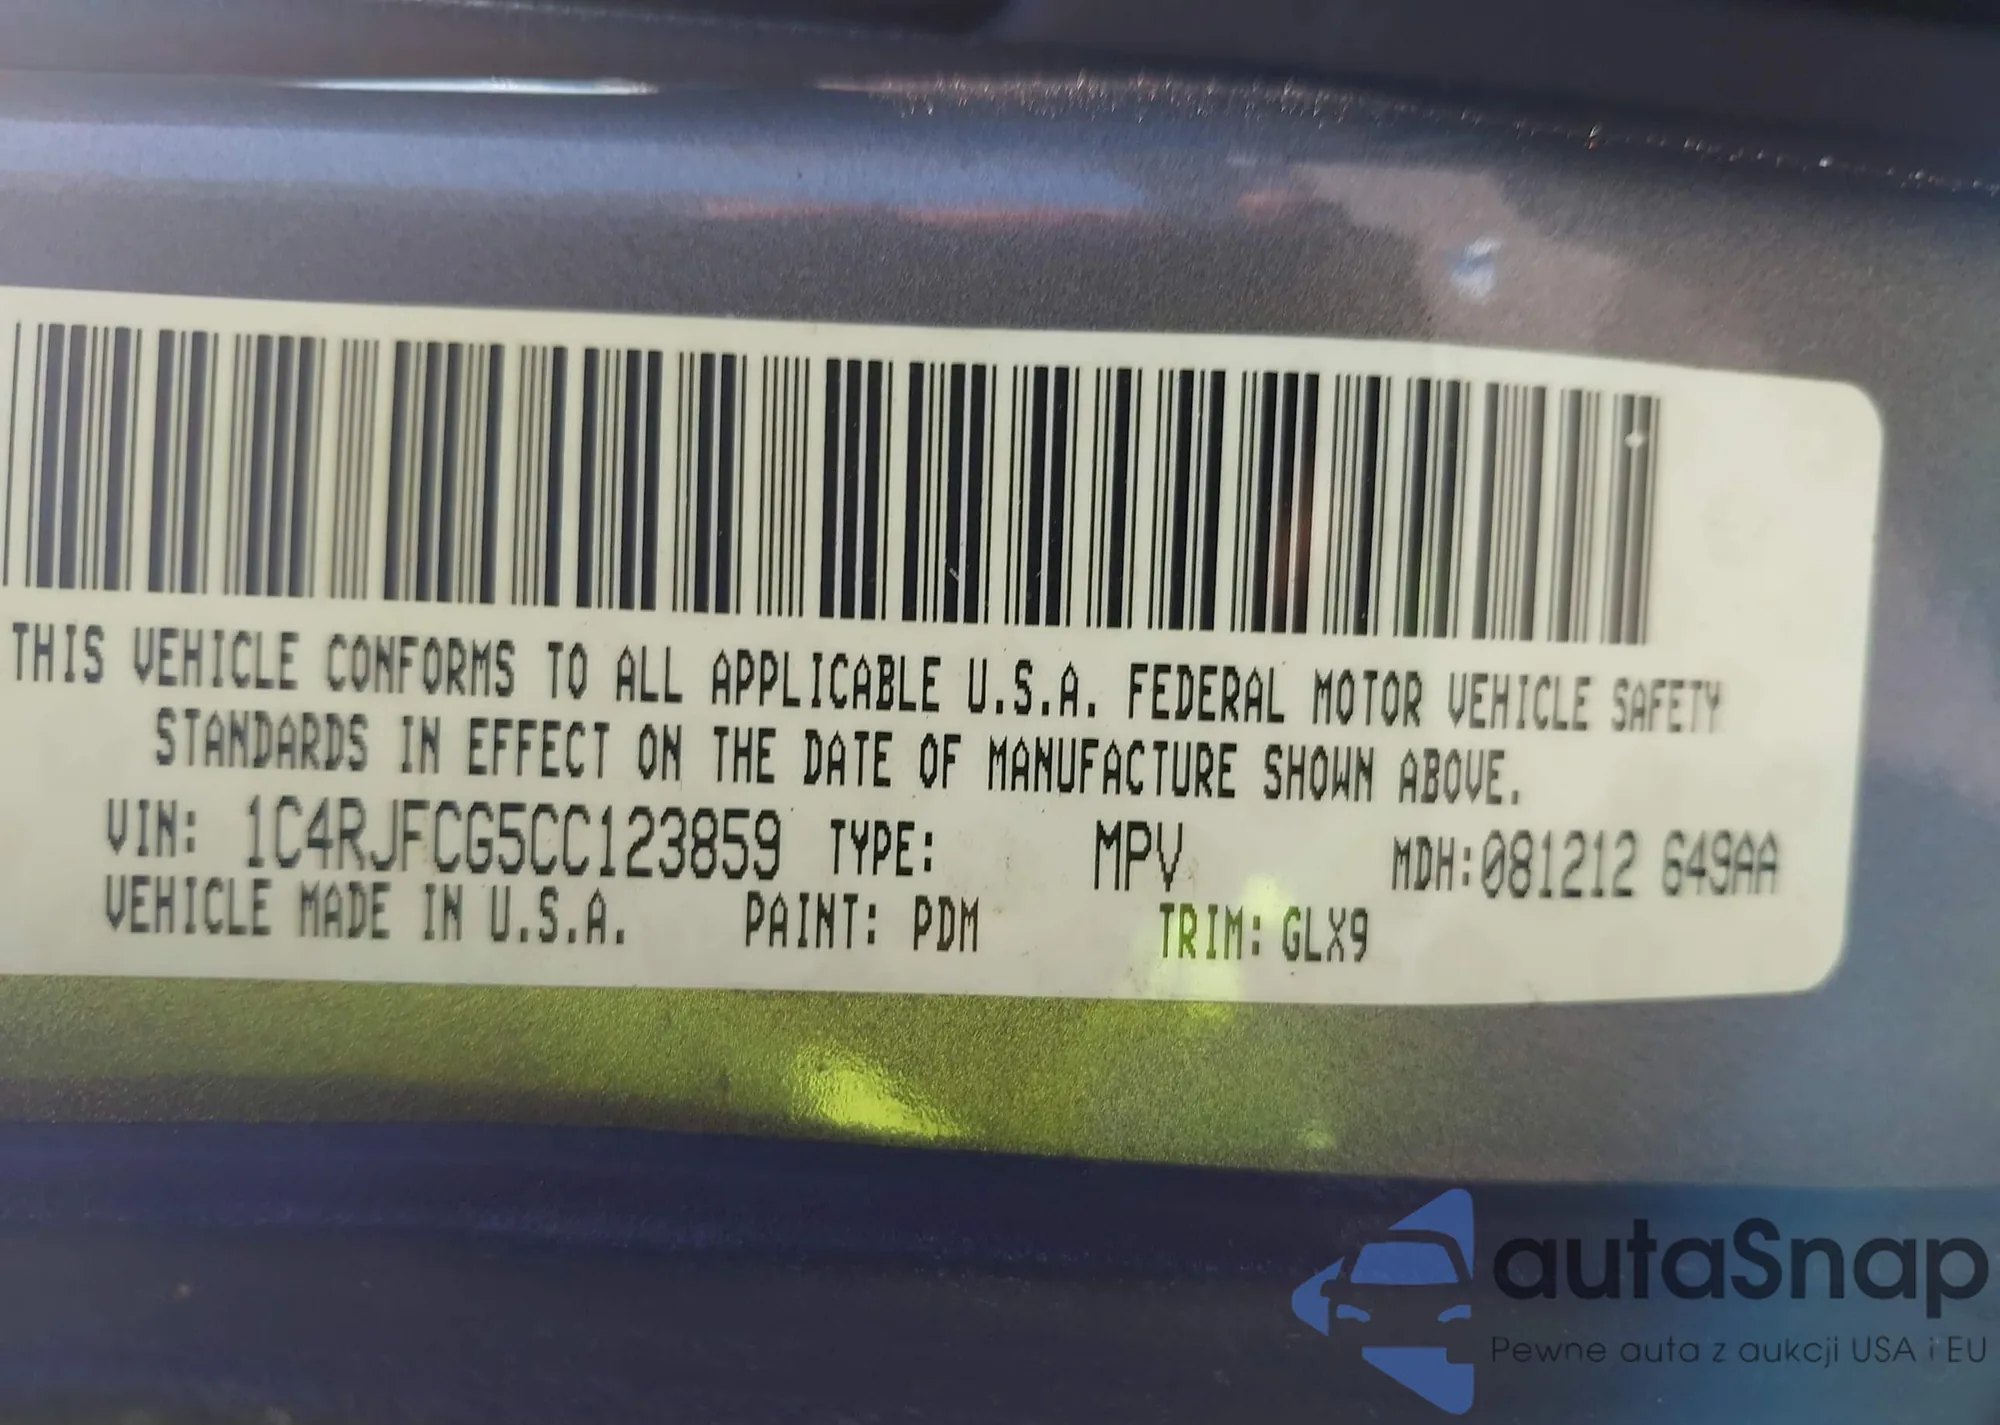 THIS VEHICLE CONFORMS TO ALL APPLICABLE U.S.A. FEDERAL MOTOR VEHICLE SAFETY
STANDARDS IN EFFECT ON THE DATE OF MANUFACTURE SHOWN ABOVE.
VIN: 1C4RJFCG5CC123859 TYPE: MPV MDH:081212 649AA
VEHICLE MADE IN U.S.A. PAINT: PDM TRIM: GLX9
autaSnap
Pewne auta z aukcji USA i EU